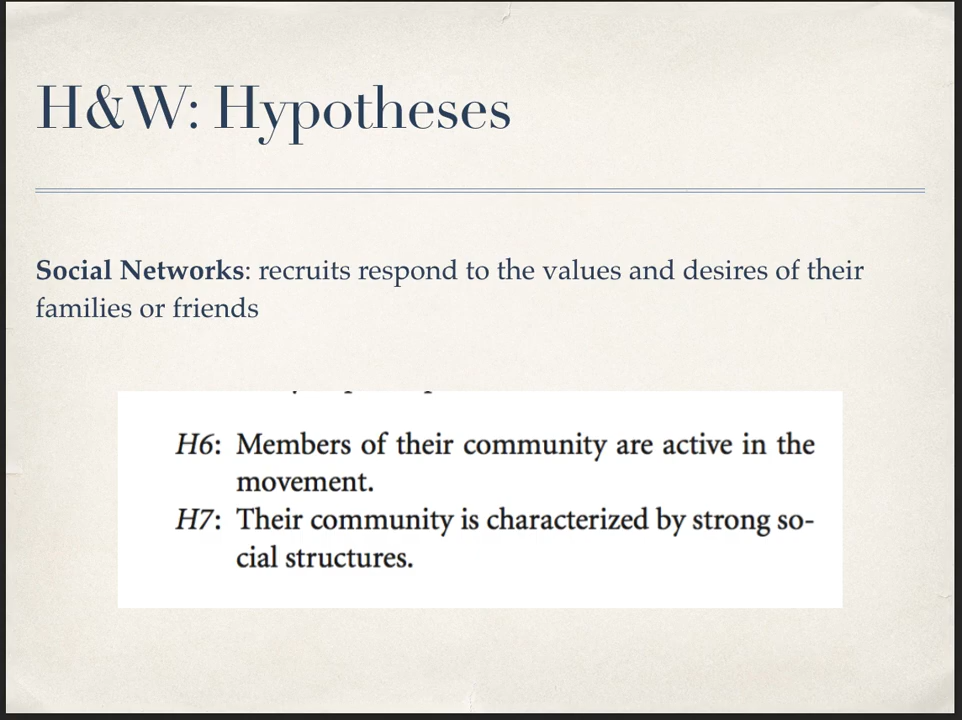 H&W: Hypotheses
Social Networks: recruits respond to the values and desires of their
families or friends
H6: Members of their community are active in the
movement.
H7: Their community is characterized by strong so-
cial structures.